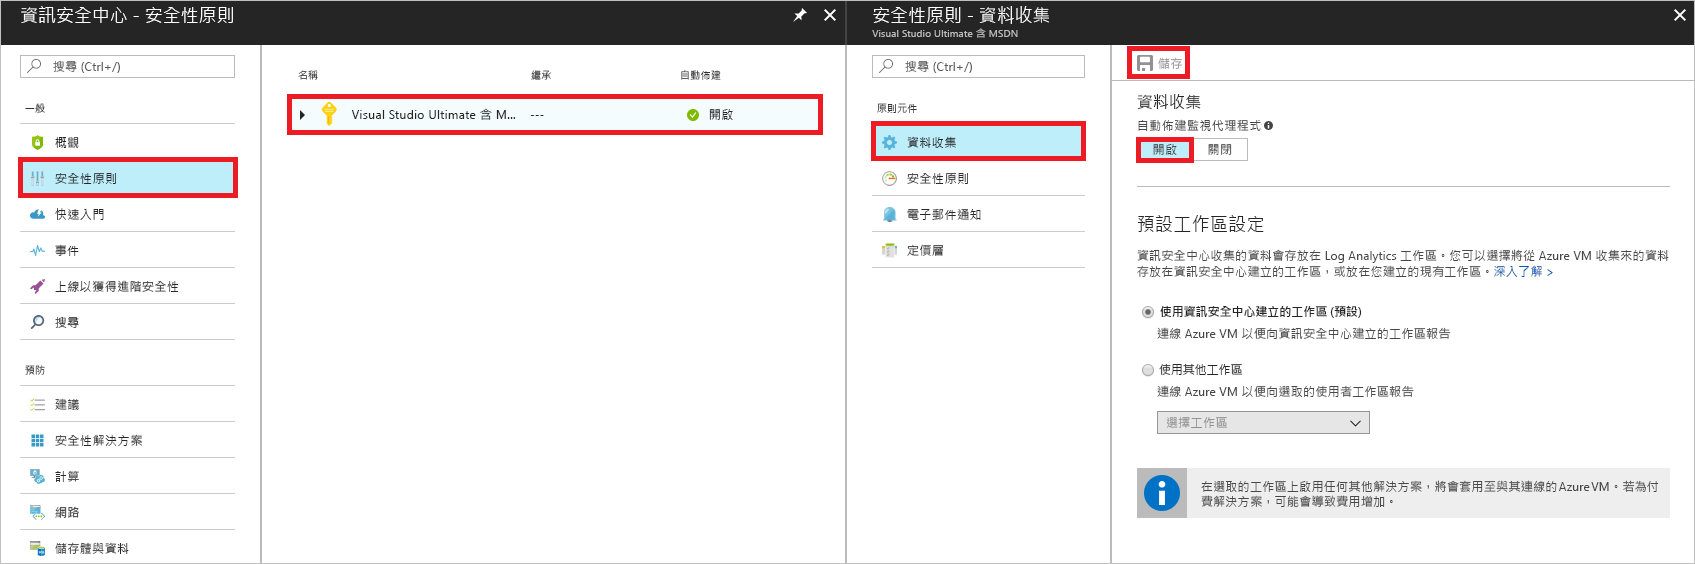 資訊安全中心 - 安全性原則
搜尋 (Ctrl+/)
一般
概觀
安全性原則
快速入門
事件
上線以獲得進階安全性
搜尋
預防
建議
安全性解決方案
計算
網路
儲存體與資料
名稱 繼承 自動佈建
Visual Studio Ultimate 含 M... --- 開啟
安全性原則 - 資料收集
Visual Studio Ultimate 含 MSDN
搜尋 (Ctrl+/)
原則元件
資料收集
安全性原則
電子郵件通知
定價層
儲存
資料收集
自動佈建監視代理程式
開啟 關閉
預設工作區設定
資訊安全中心收集的資料會存放在 Log Analytics 工作區。您可以選擇將從 Azure VM 收集來的資料
存放在資訊安全中心建立的工作區，或放在您建立的現有工作區。深入了解 >
使用資訊安全中心建立的工作區 (預設)
連線 Azure VM 以便向資訊安全中心建立的工作區報告
使用其他工作區
連線 Azure VM 以便向選取的使用者工作區報告
選擇工作區
在選取的工作區上啟用任何其他解決方案，將會套用至與其連線的 Azure VM。若為付
費解決方案，可能會導致費用增加。